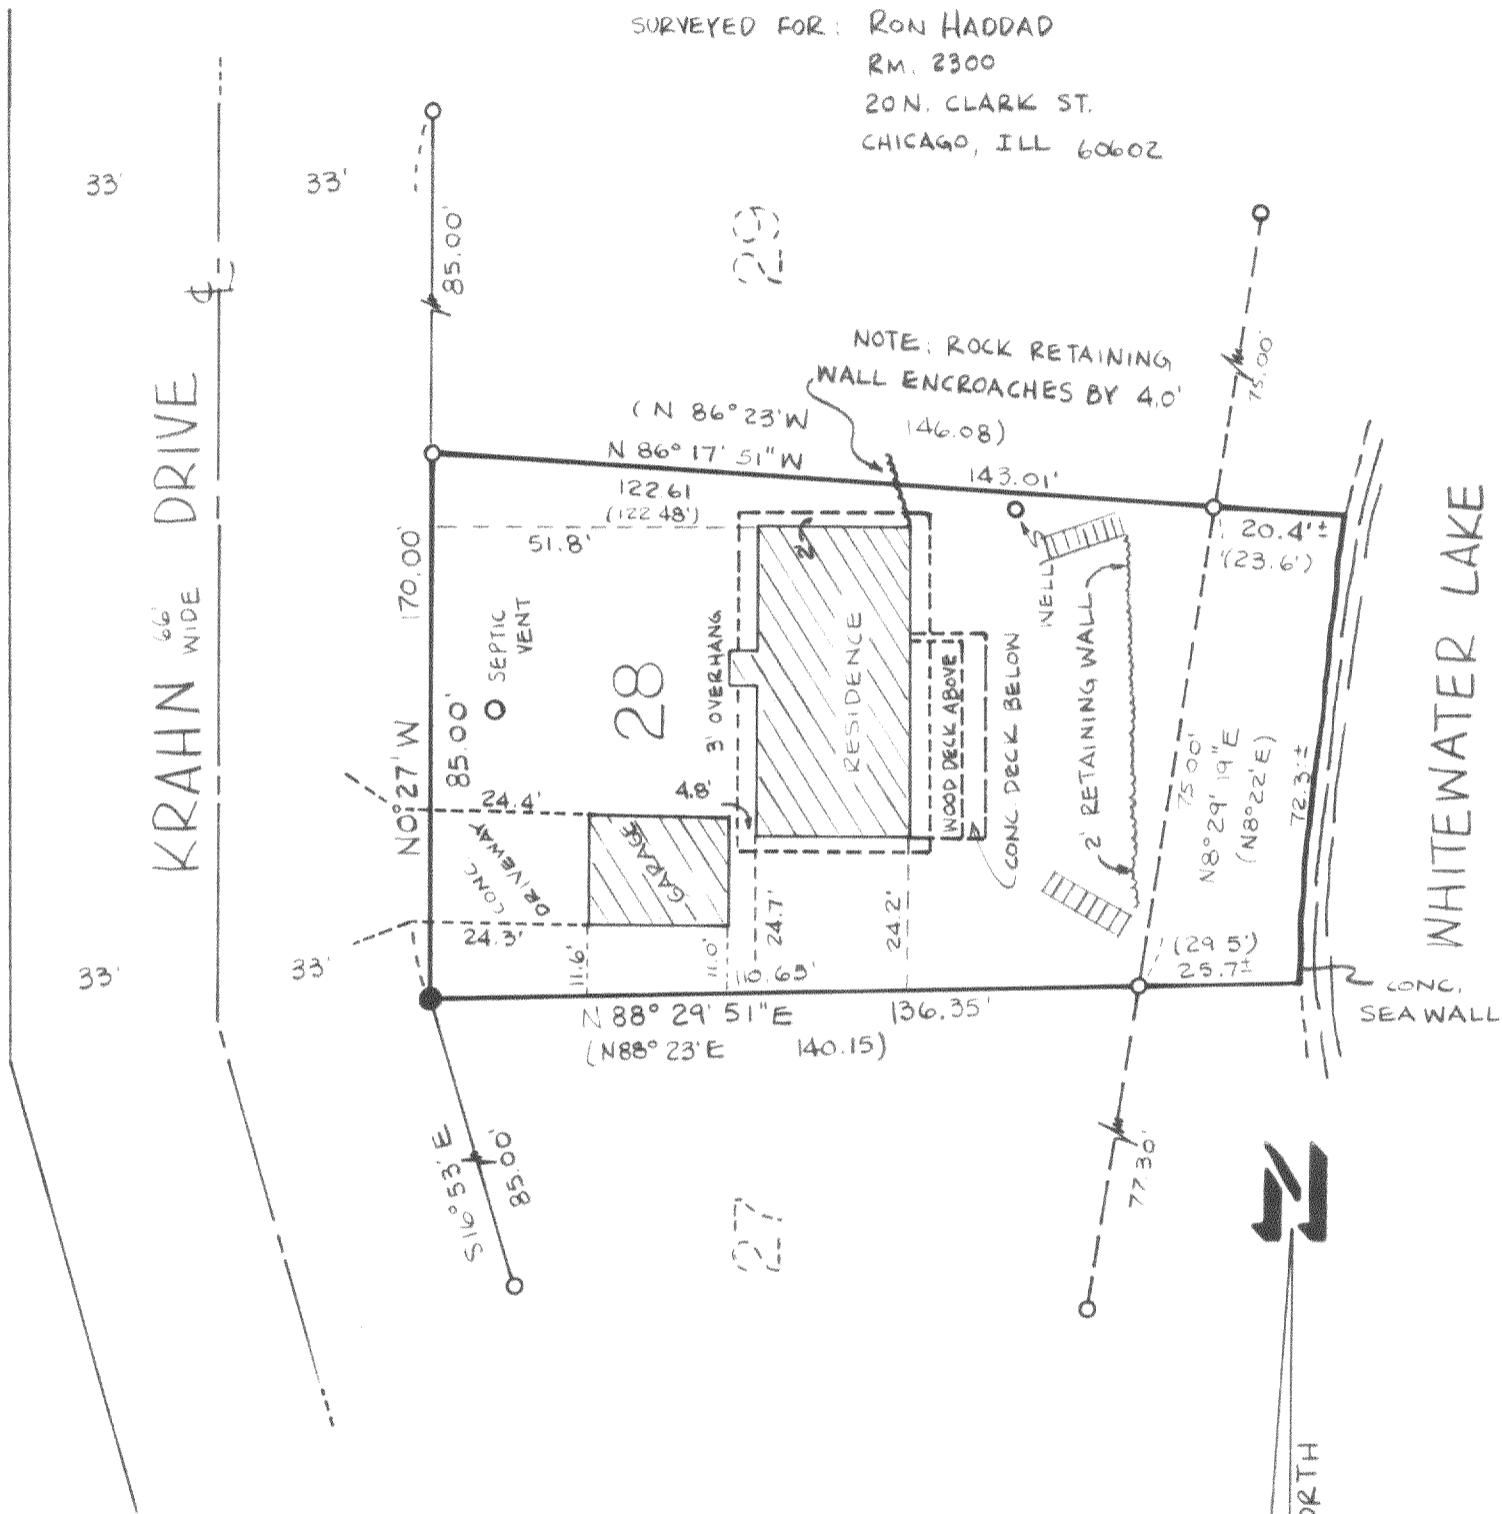 SURVEYED FOR: RON HADDAD
RM. 2300
20 N. CLARK ST.
CHICAGO, ILL 60602
33'
33'
85.00'
29
75.00'
NOTE: ROCK RETAINING
WALL ENCROACHES BY 4.0'
(N 86° 23' W
146.08)
N 86° 17' 51" W
143.01'
122.61
(122.48')
51.8'
20.4'±
(23.6')
KRAHN DRIVE
66'
WIDE
170.00'
N0°27'W
85.00'
SEPTIC
VENT
28
3' OVERHANG
2'
RESIDENCE
WOOD DECK ABOVE
CONC. DECK BELOW
WELL
2' RETAINING WALL
2'
75.00'
N8°29'19"E
(N8°22'E)
72.3'±
WHITEWATER LAKE
24.4'
4.8'
CONC.
DRIVEWAY
GARAGE
24.3'
11.6'
11.0'
24.7'
24.2'
110.65'
(29.5')
25.7±
33'
33'
N 88° 29' 51" E
136.35'
(N88° 23'E
140.15)
CONC.
SEA WALL
S16°53'E
85.00'
27
77.30'
N
ORTH